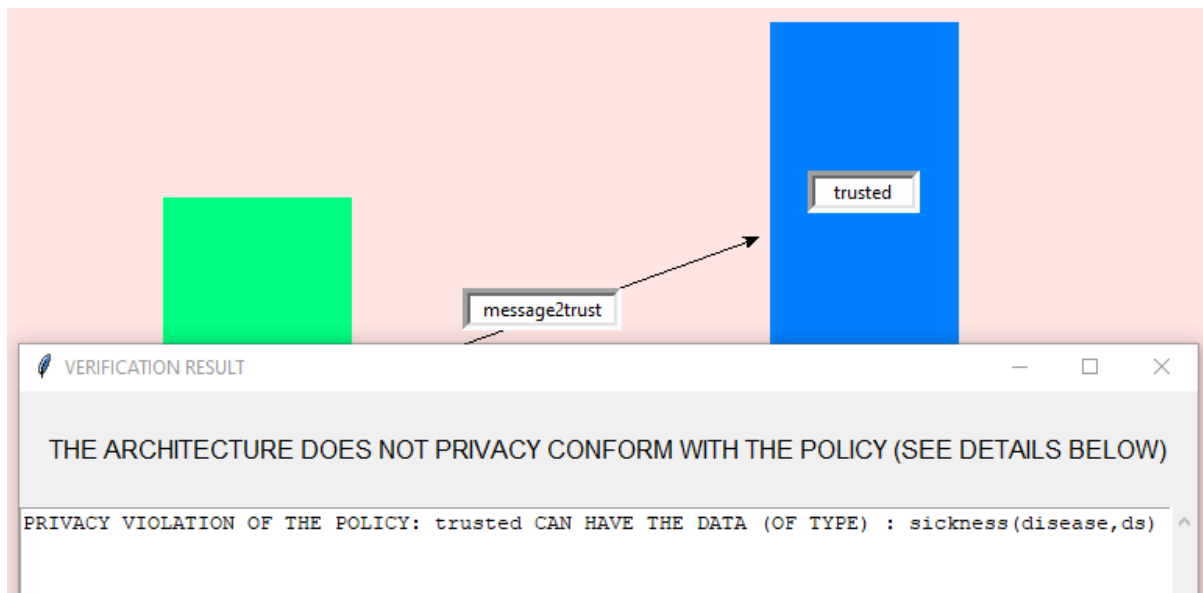 trusted
message2trust
VERIFICATION RESULT
THE ARCHITECTURE DOES NOT PRIVACY CONFORM WITH THE POLICY (SEE DETAILS BELOW)
PRIVACY VIOLATION OF THE POLICY: trusted CAN HAVE THE DATA (OF TYPE) : sickness(disease,ds)